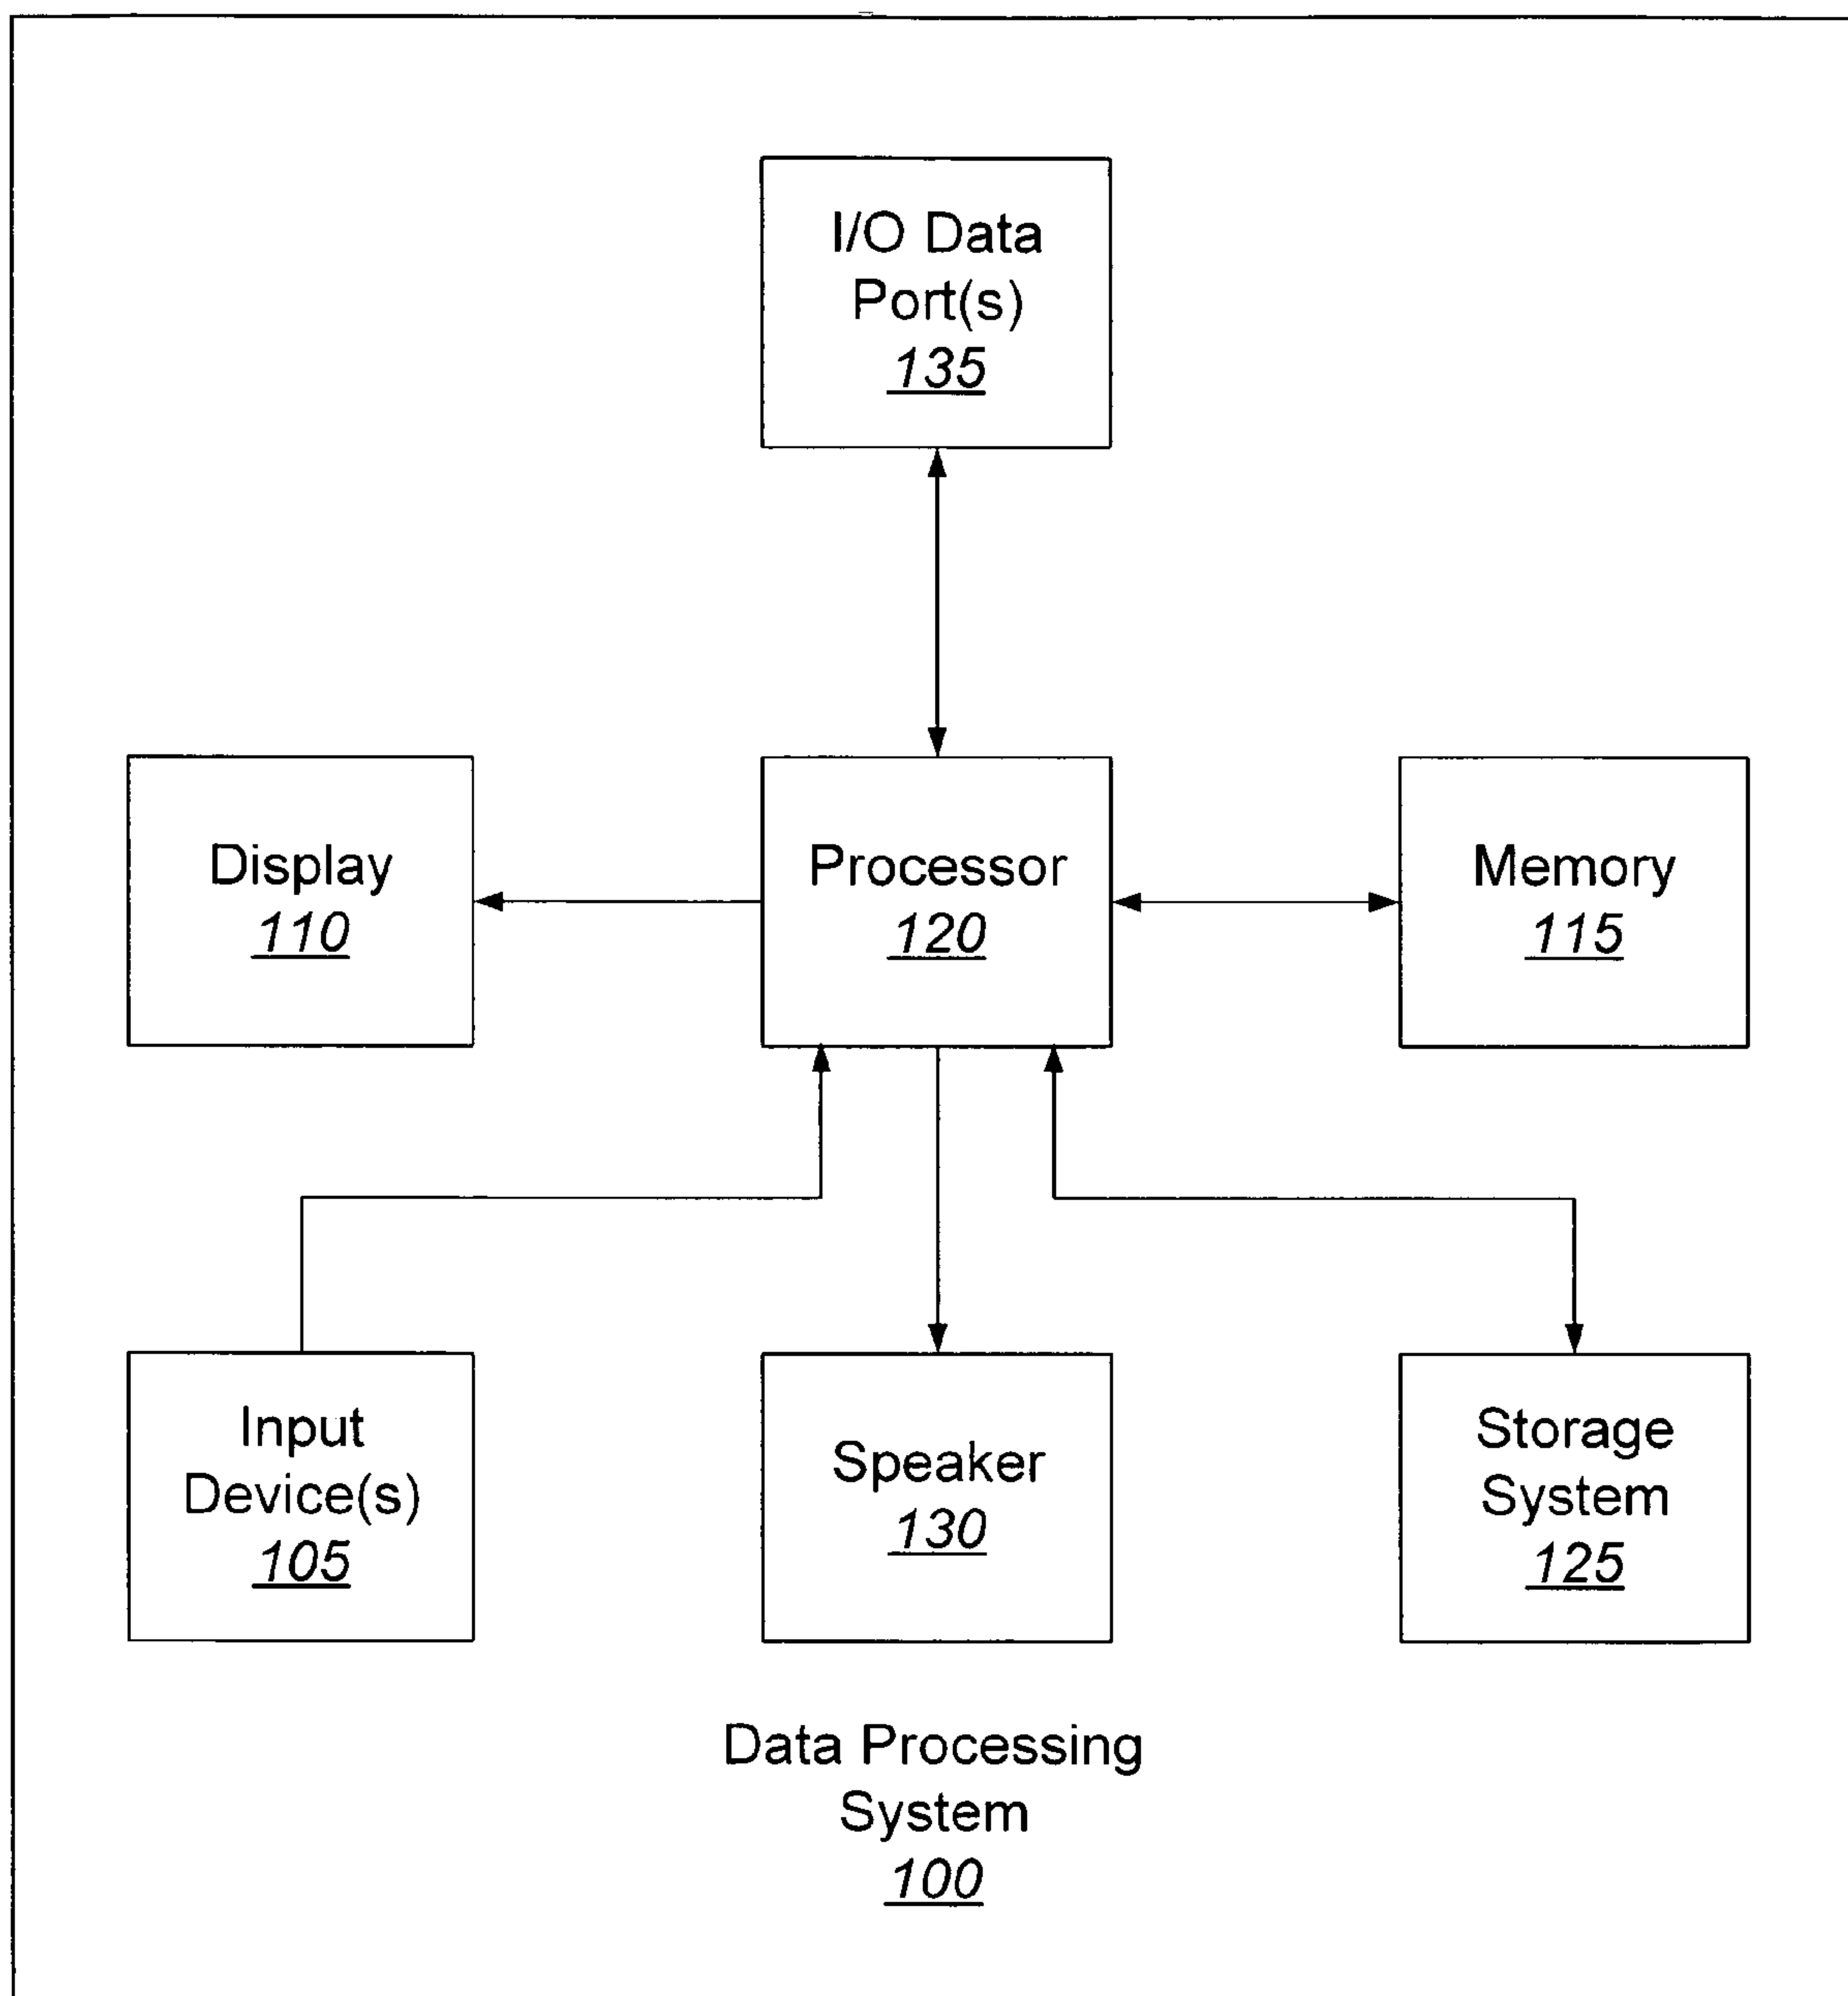 I/O Data
Port(s)
135
Display
110
Processor
120
Memory
115
Input
Device(s)
105
Speaker
130
Storage
System
125
Data Processing
System
100